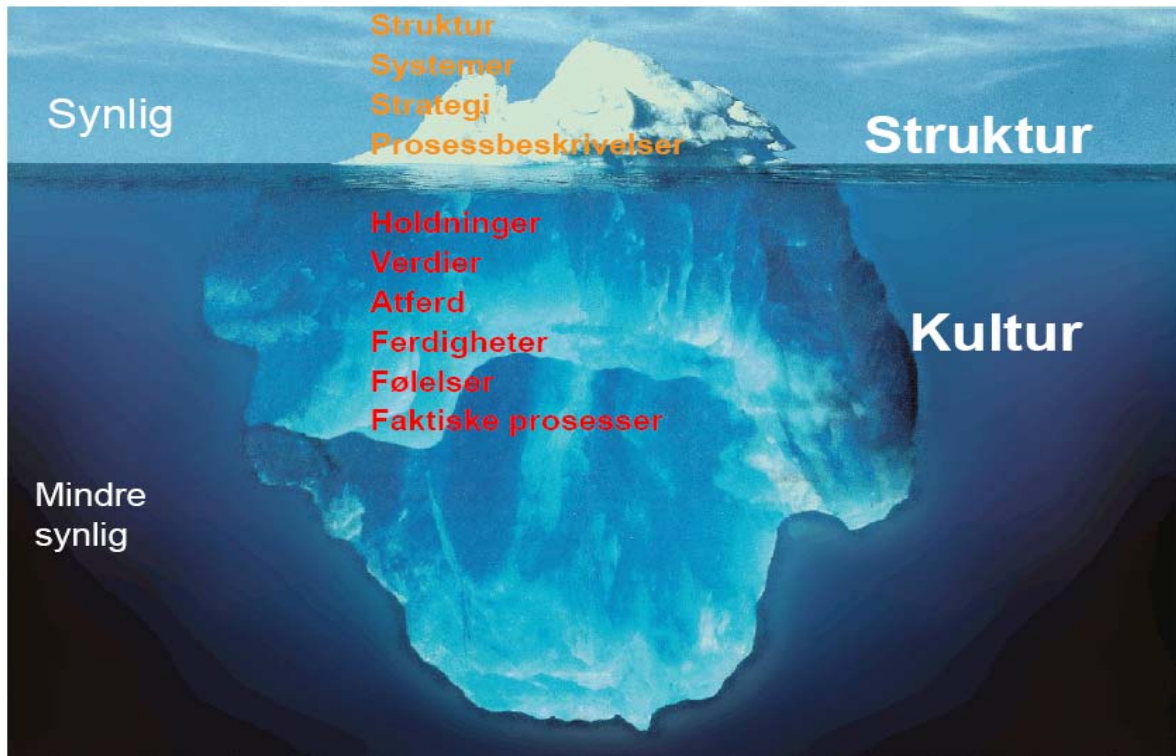 Struktur
Systemer
Synlig
Strategi
Struktur
Prosessbeskrivelser
Holdninger
Verdier
Atferd
Kultur
Ferdigheter
Følelser
Faktiske prosesser
Mindre
synlig